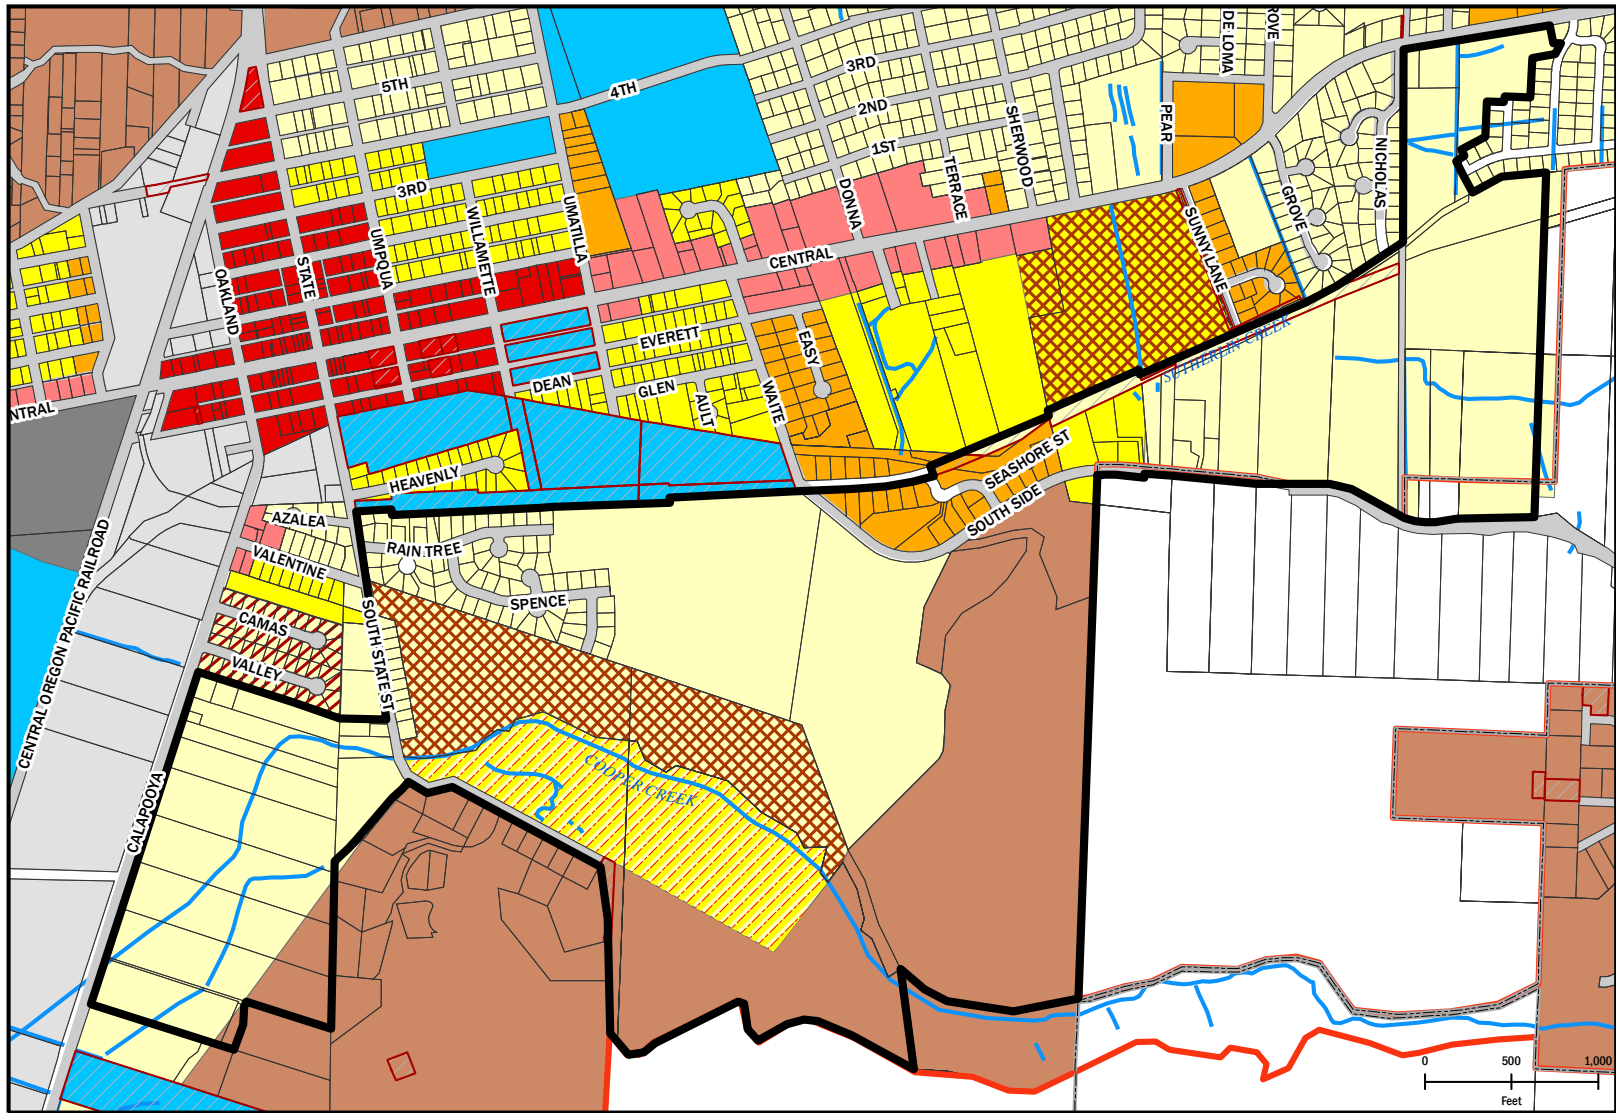 DE LOMA
ROVE
5TH
4TH
3RD
2ND
1ST
PEAR
SHERWOOD
NICHOLAS
TERRACE
DONNA
GROVE
3RD
WILLAMETTE
UMATILLA
UMPQUA
STATE
OAKLAND
CENTRAL
SUNNY LANE
SUTHERLIN CREEK
EVERETT
EASY
DEAN
GLEN
AULT
WAITE
NTRAL
HEAVENLY
SEASHORE ST
SOUTH SIDE
AZALEA
RAIN TREE
VALENTINE
SPENCE
CAMAS
VALLEY
SOUTH STATE ST
CENTRAL OREGON PACIFIC RAILROAD
CALAPOOYA
COOPER CREEK
0 500 1,000
Feet